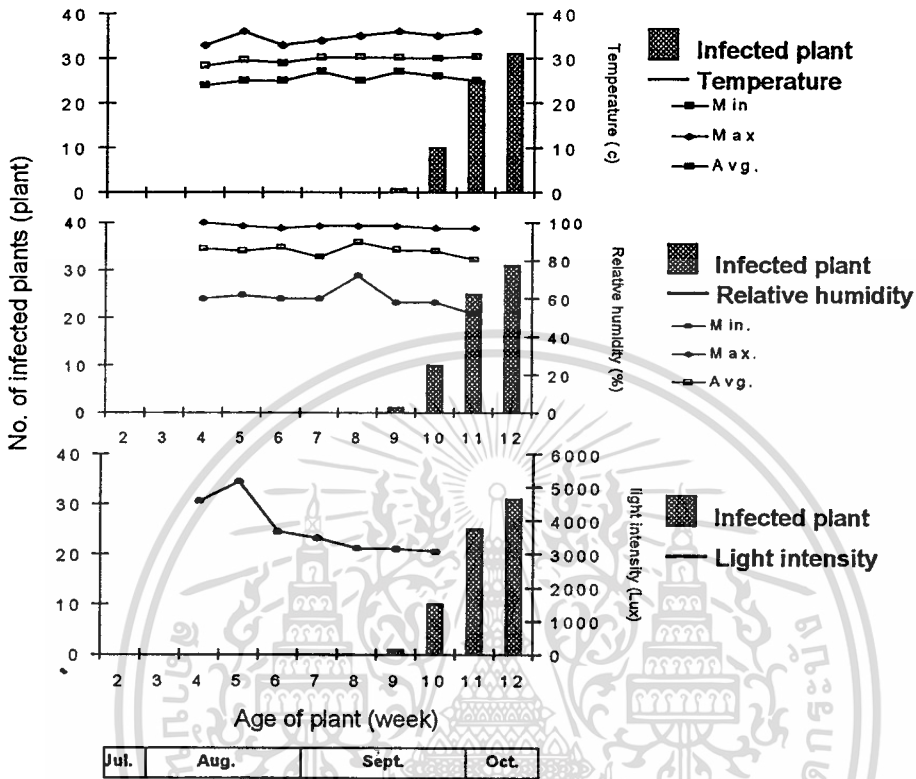 No. of infected plants (plant)
40
30
20
10
0
40
30
20
10
0
Temperature ( c)
Infected plant
Temperature
Min
Max
Avg.
40
30
20
10
0
100
80
60
40
20
0
Relative humidity (%)
Infected plant
Relative humidity
Min.
Max.
Avg.
2 3 4 5 6 7 8 9 10 11 12
40
30
20
10
0
6000
5000
4000
3000
2000
1000
0
light intensity (Lux)
Infected plant
Light intensity
2 3 4 5 6 7 8 9 10 11 12
Age of plant (week)
Jul. Aug. Sept. Oct.